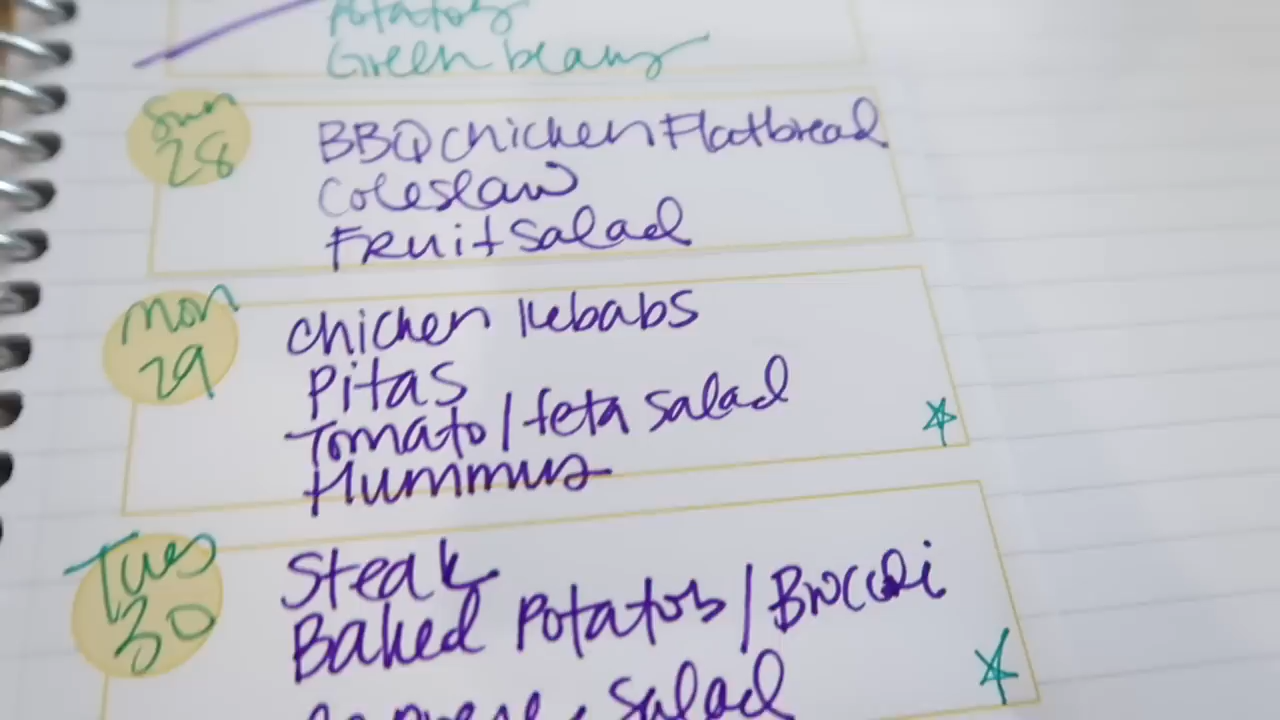 Potatoes
Green beans
Sun
28
BBQ chicken Flatbread
Coleslaw
Fruit Salad
Mon
29
Chicken Kebabs
Pitas
Tomato/feta Salad
Hummus
Tues
30
Steak
Baked Potatoes/Broccoli
Salad